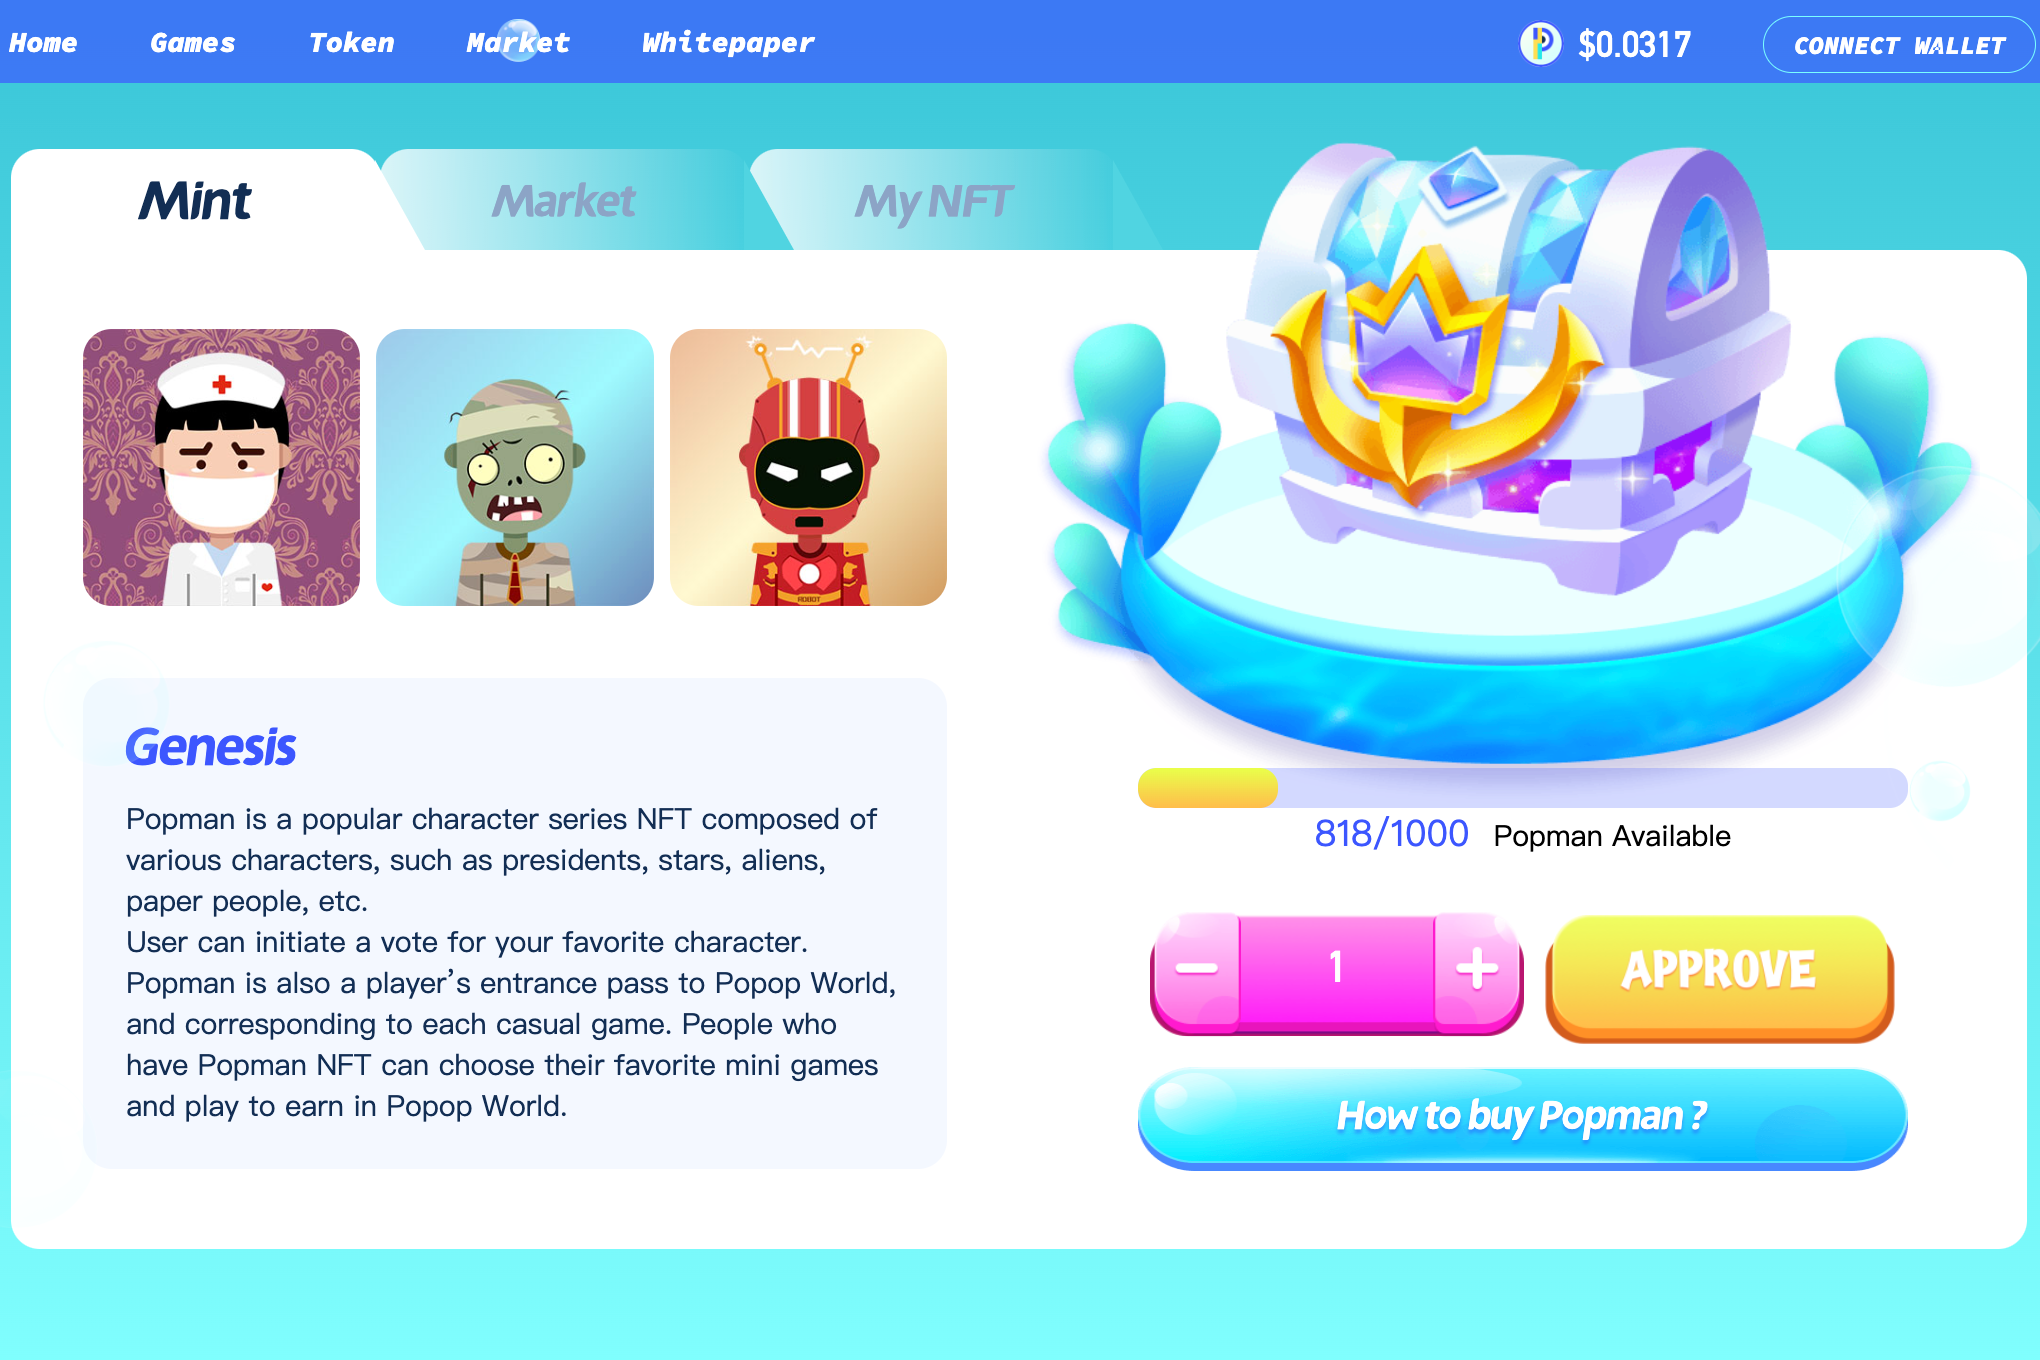 Home Games Token Market Whitepaper $0.0317 CONNECT WALLET
Mint Market My NFT
ROBOT
Genesis
Popman is a popular character series NFT composed of
various characters, such as presidents, stars, aliens,
paper people, etc.
User can initiate a vote for your favorite character.
Popman is also a player’s entrance pass to Popop World,
and corresponding to each casual game. People who
have Popman NFT can choose their favorite mini games
and play to earn in Popop World.
818/1000 Popman Available
− 1 + APPROVE
How to buy Popman ?